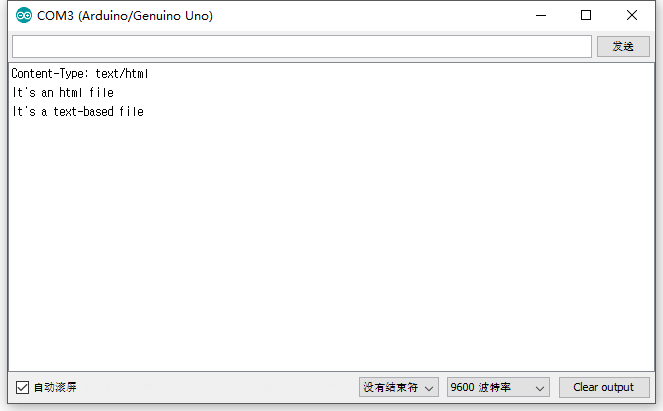 COM3 (Arduino/Genuino Uno)
发送
Content-Type: text/html
It's an html file
It's a text-based file
自动滚屏
没有结束符
9600 波特率
Clear output